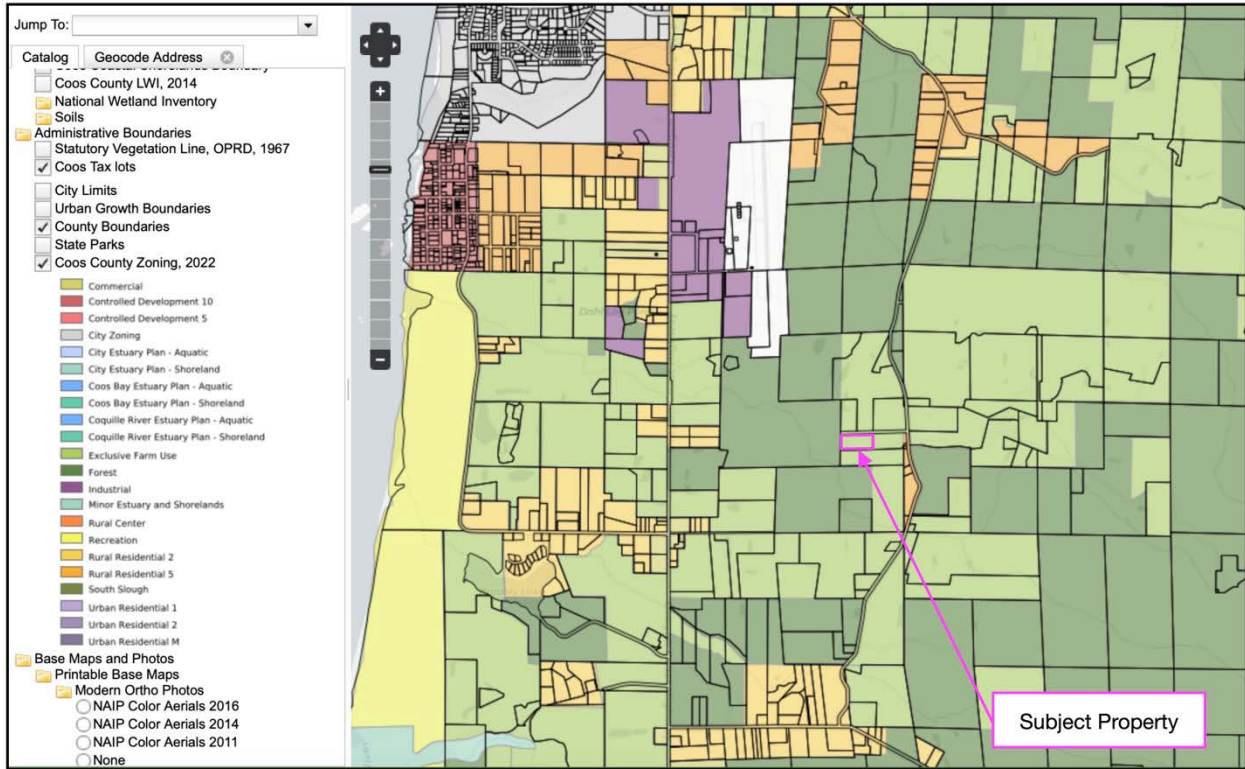 Jump To:
Catalog
Geocode Address
Coos County LWI, 2014
National Wetland Inventory
Soils
Administrative Boundaries
Statutory Vegetation Line, OPRD, 1967
Coos Tax lots
City Limits
Urban Growth Boundaries
County Boundaries
State Parks
Coos County Zoning, 2022
Commercial
Controlled Development 10
Controlled Development 5
City Zoning
City Estuary Plan - Aquatic
City Estuary Plan - Shoreland
Coos Bay Estuary Plan - Aquatic
Coos Bay Estuary Plan - Shoreland
Coquille River Estuary Plan - Aquatic
Coquille River Estuary Plan - Shoreland
Exclusive Farm Use
Forest
Industrial
Minor Estuary and Shorelands
Rural Center
Recreation
Rural Residential 2
Rural Residential 5
South Slough
Urban Residential 1
Urban Residential 2
Urban Residential M
Base Maps and Photos
Printable Base Maps
Modern Ortho Photos
NAIP Color Aerials 2016
NAIP Color Aerials 2014
NAIP Color Aerials 2011
None
Subject Property